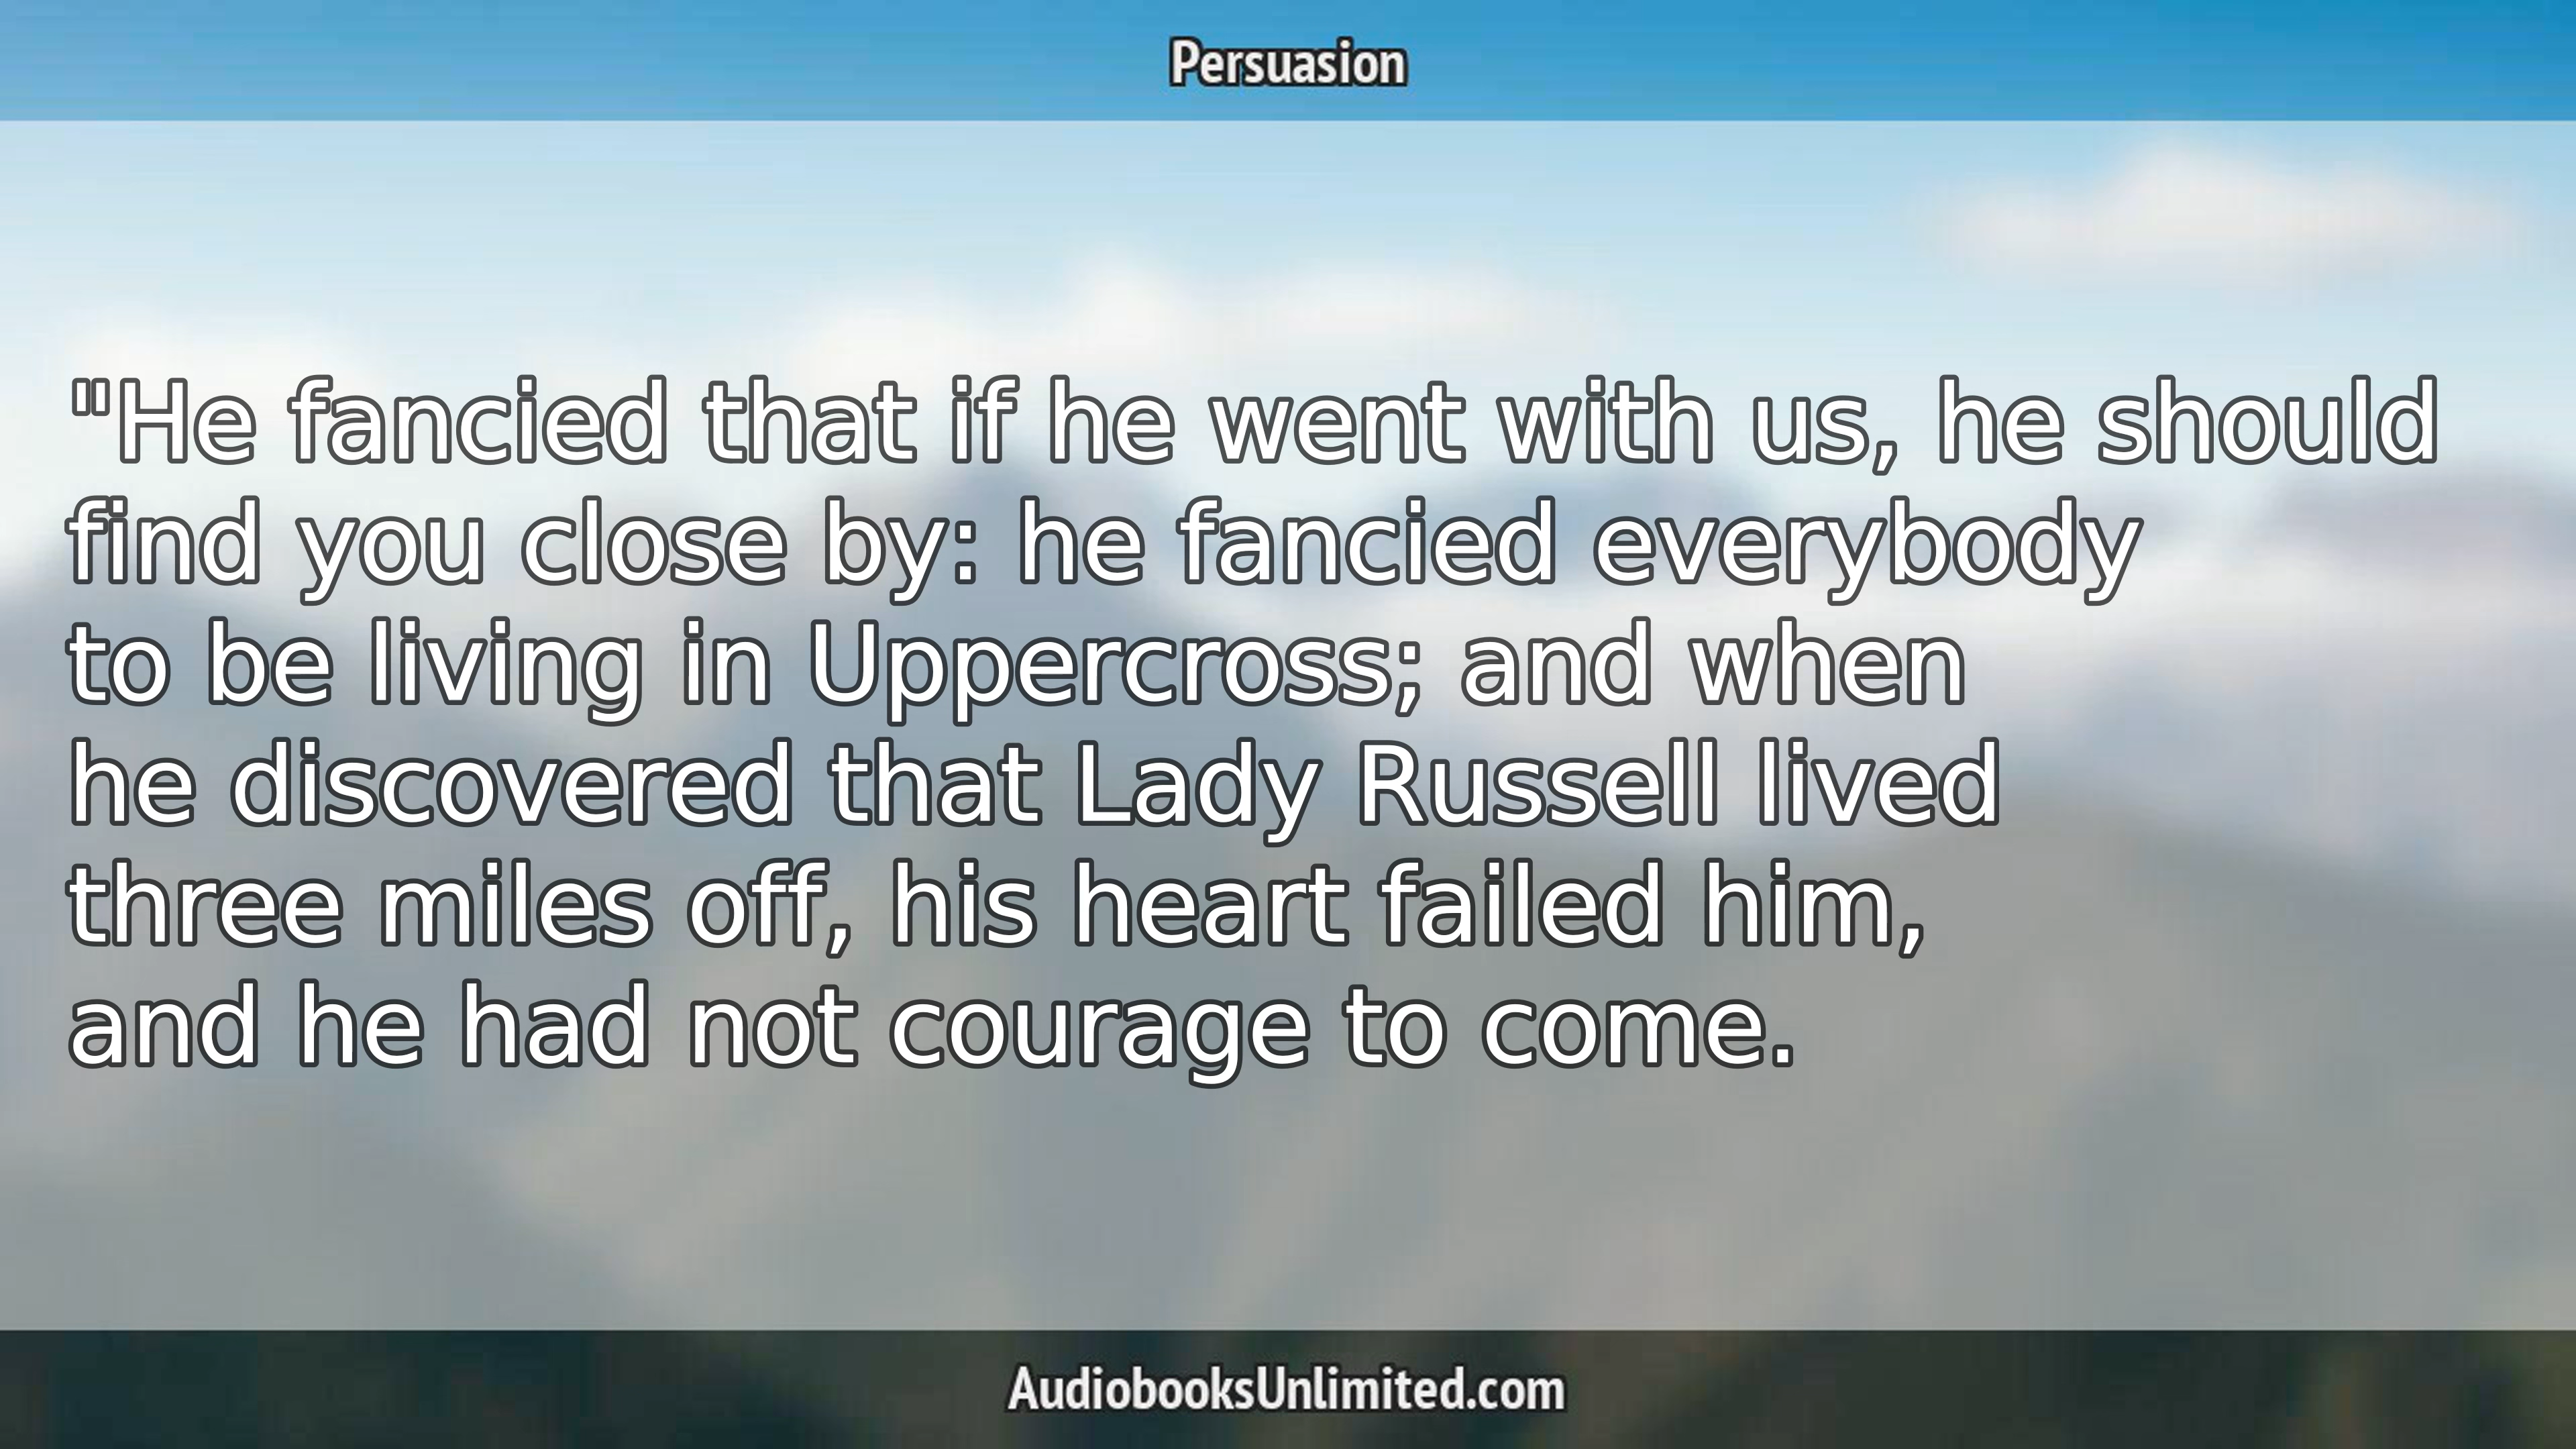 Persuasion
"He fancied that if he went with us, he should
find you close by: he fancied everybody
to be living in Uppercross; and when
he discovered that Lady Russell lived
three miles off, his heart failed him,
and he had not courage to come.
AudiobooksUnlimited.com